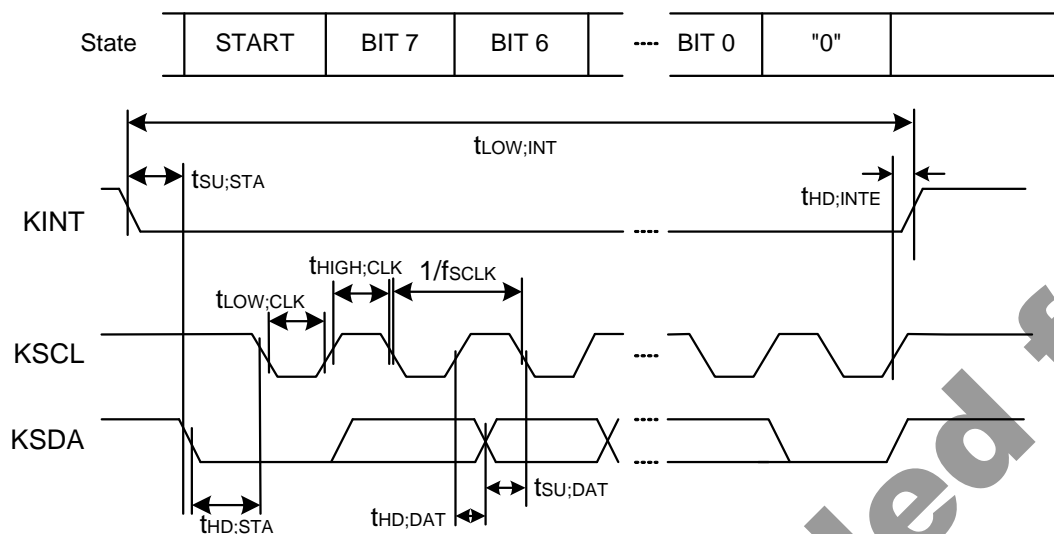 State START BIT 7 BIT 6 BIT 0 "0"
tLOW;INT
tSU;STA
tHD;INTE
KINT
tHIGH;CLK 1/fSCLK
tLOW;CLK
KSCL
KSDA
tSU;DAT
tHD;STA tHD;DAT